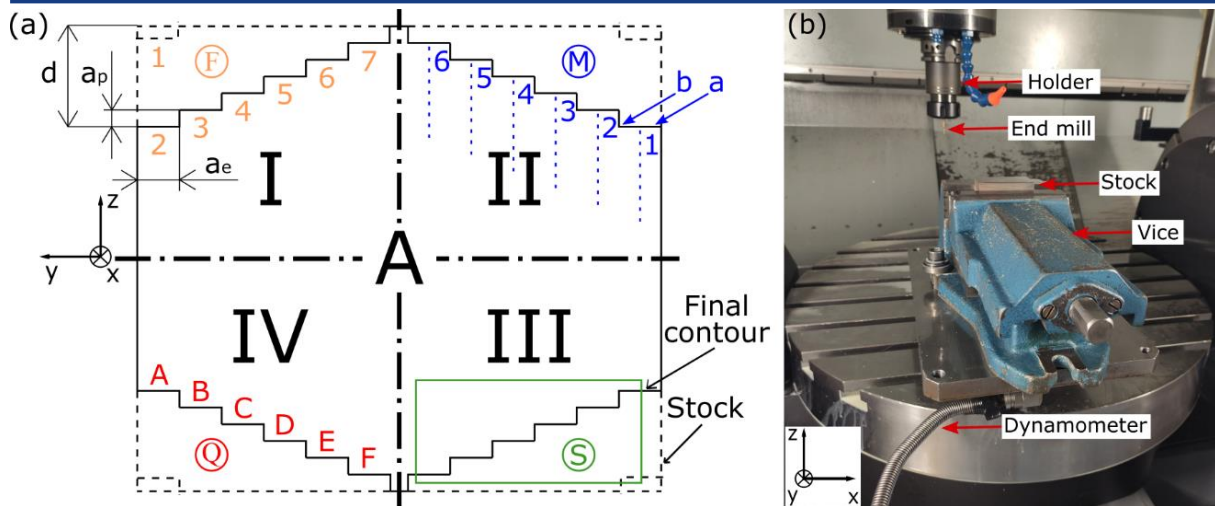 (a)
d
ap
1
F
7
6
5
4
3
2
ae
I
z
y
x
M
6
5
4
3
2
1
b
a
II
A
IV
III
Final
contour
Stock
A
B
C
D
E
F
Q
S
(b)
Holder
End mill
Stock
Vice
Dynamometer
z
y
x